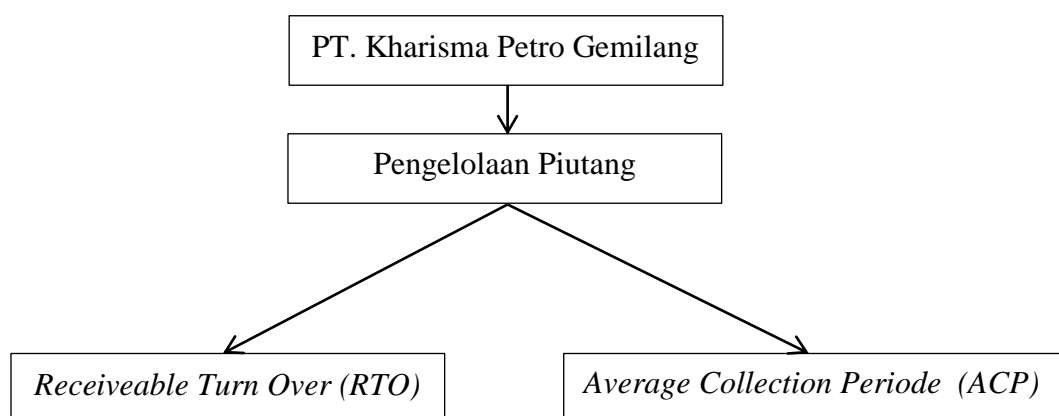 PT. Kharisma Petro Gemilang
Pengelolaan Piutang
Receiveable Turn Over (RTO)
Average Collection Periode (ACP)